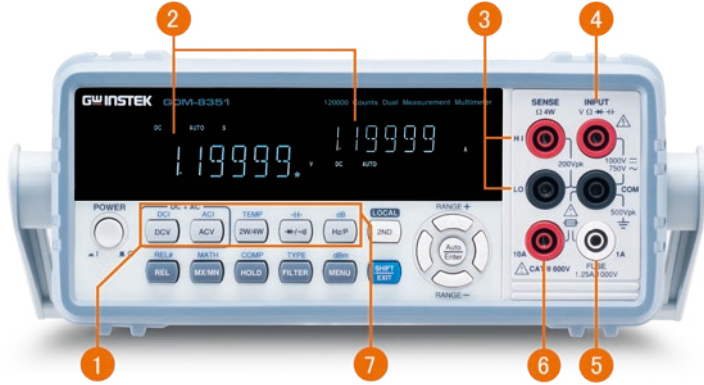 2
3
4
GWINSTEK GDM-8351
120000 Counts Dual Measurement Multimeter
SENSE
Ω 4W
INPUT
V Ω
DC AUTO S
1.19999
A
1.19999
V
DC AUTO
HI
200Vpk
1000V
750V
LO
COM
500Vpk
POWER
DC + AC
DCI
ACI
TEMP
dB
LOCAL
RANGE+
DCV
ACV
2W/4W
Hz/P
2ND
Auto
Enter
REL#
MATH
COMP
TYPE
dBm
REL
MX/MN
HOLD
FILTER
MENU
SHIFT
EXIT
RANGE−
10A
1A
CAT II 600V
FUSE
1.25A 1000V
1
7
6
5